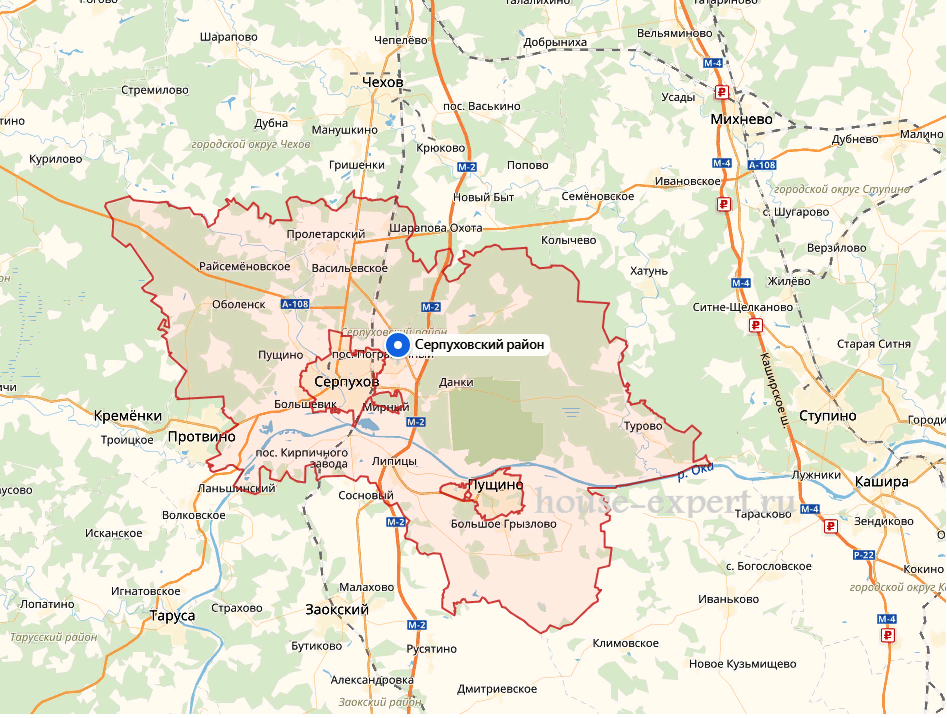 Шарапово
Чепелёво
Вельяминово
Добрыниха
М-4
Чехов
Стремилово
Усады
пос. Васькино
Михнево
Дубна
Манушкино
Малино
городской округ Чехов
Дубнево
Крюково
Курилово
Гришенки
М-2
Попово
М-4
А-108
Ивановское
городской округ Ступино
Новый Быт
Семёновское
с. Шугарово
Пролетарский
Шарапова Охота
Колычево
Верзилово
Райсемёновское
Васильевское
Хатунь
М-4
Жилёво
Оболенск
А-108
М-2
Ситне-Щелканово
Серпуховский район
Серпуховский район
Старая Ситня
Пущино
Серпухов
Данки
Каширское ш.
Большевик
Мирный
Кремёнки
М-2
Ступино
Троицкое
Протвино
Турово
пос. Кирпичного
завода
Липицы
р. Ока
Лужники
Ланьшинский
Сосновый
Пущино
Кашира
house-expert.ru
Волковское
М-2
Большое Грызлово
Тарасково
М-4
Зендиково
Исканское
Р-22
с. Богословское
Кокино
Игнатовское
Малахово
Иваньково
Лопатино
Страхово
Заокский
Таруса
М-2
М-4
Тарусский район
Бутиково
Русятино
Климовское
Новое Кузьмищево
Александровка
Дмитриевское
Заокский район